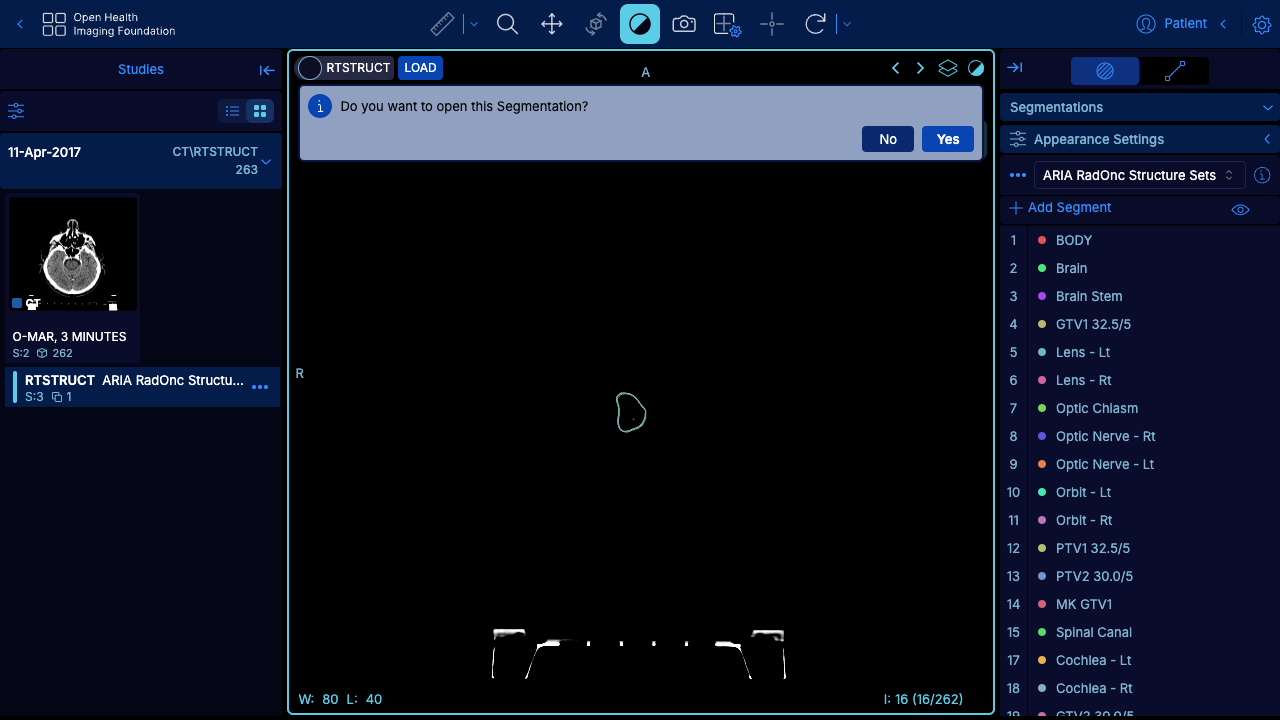 Open Health
Imaging Foundation
Patient
Studies
11-Apr-2017
CT\RTSTRUCT
263
CT
O-MAR, 3 MINUTES
S:2 262
RTSTRUCT ARIA RadOnc Structu...
S:3 1
RTSTRUCT LOAD
A
Do you want to open this Segmentation?
No Yes
R
W: 80 L: 40
I: 16 (16/262)
Segmentations
Appearance Settings
ARIA RadOnc Structure Sets
Add Segment
1 BODY
2 Brain
3 Brain Stem
4 GTV1 32.5/5
5 Lens - Lt
6 Lens - Rt
7 Optic Chiasm
8 Optic Nerve - Rt
9 Optic Nerve - Lt
10 Orbit - Lt
11 Orbit - Rt
12 PTV1 32.5/5
13 PTV2 30.0/5
14 MK GTV1
15 Spinal Canal
17 Cochlea - Lt
18 Cochlea - Rt
19 GTV2 30.0/5